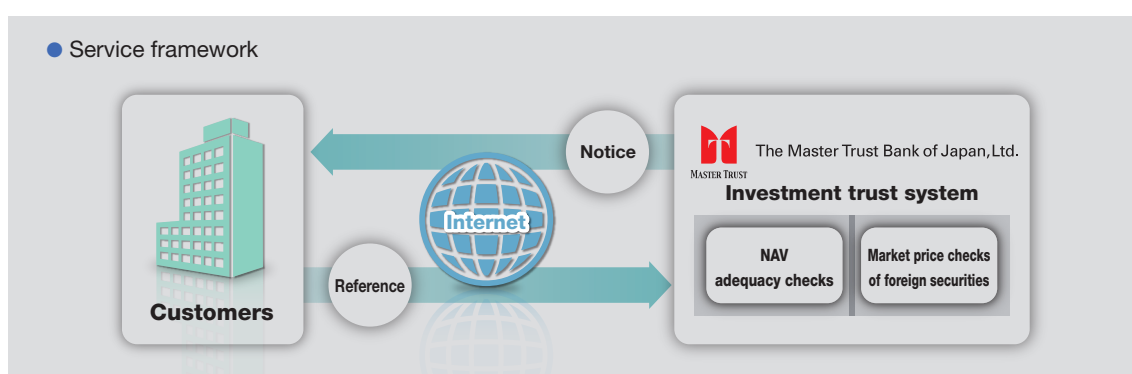 Service framework
Notice
The Master Trust Bank of Japan,Ltd.
MASTER TRUST
Investment trust system
Internet
NAV
adequacy checks
Market price checks
of foreign securities
Reference
Customers